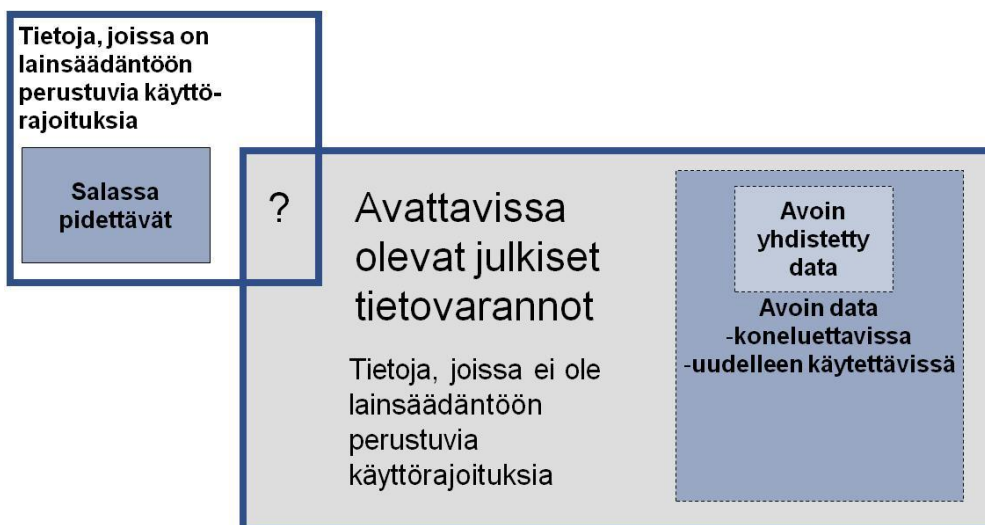 Tietoja, joissa on
lainsäädäntöön
perustuvia käyttö-
rajoituksia
Salassa
pidettävät
?
Avattavissa
olevat julkiset
tietovarannot
Tietoja, joissa ei ole
lainsäädäntöön
perustuvia
käyttörajoituksia
Avoin
yhdistetty
data
Avoin data
-koneluettavissa
-uudelleen käytettävissä